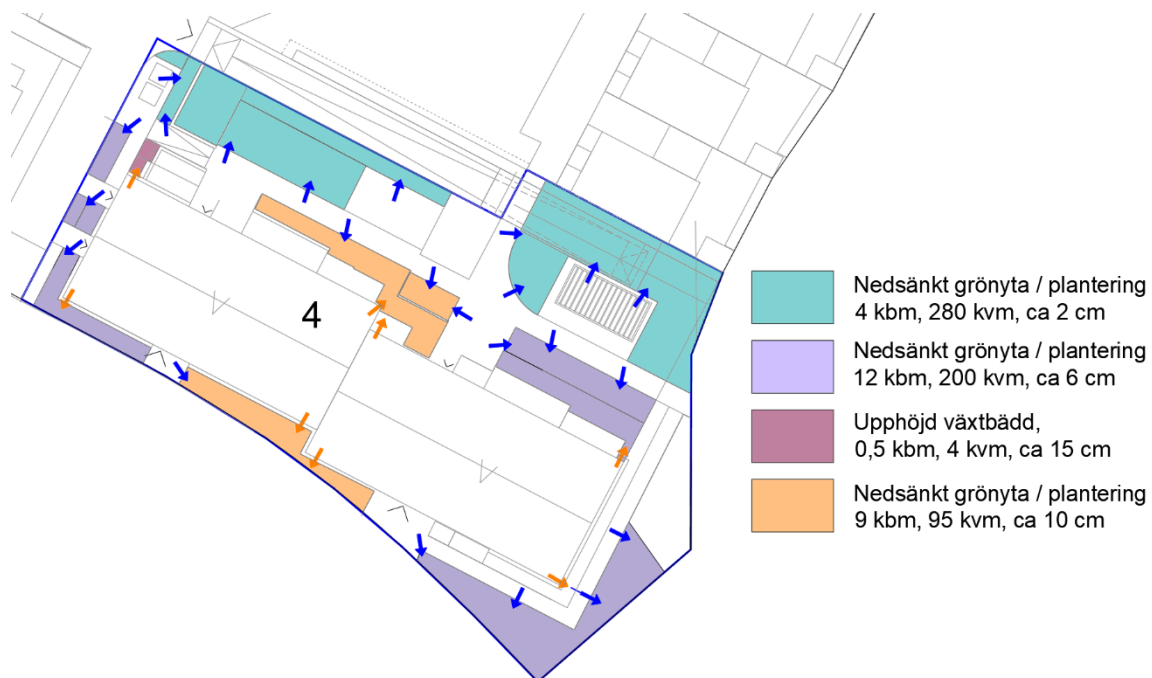 4
Nedsänkt grönyta / plantering
4 kbm, 280 kvm, ca 2 cm
Nedsänkt grönyta / plantering
12 kbm, 200 kvm, ca 6 cm
Upphöjd växtbädd,
0,5 kbm, 4 kvm, ca 15 cm
Nedsänkt grönyta / plantering
9 kbm, 95 kvm, ca 10 cm